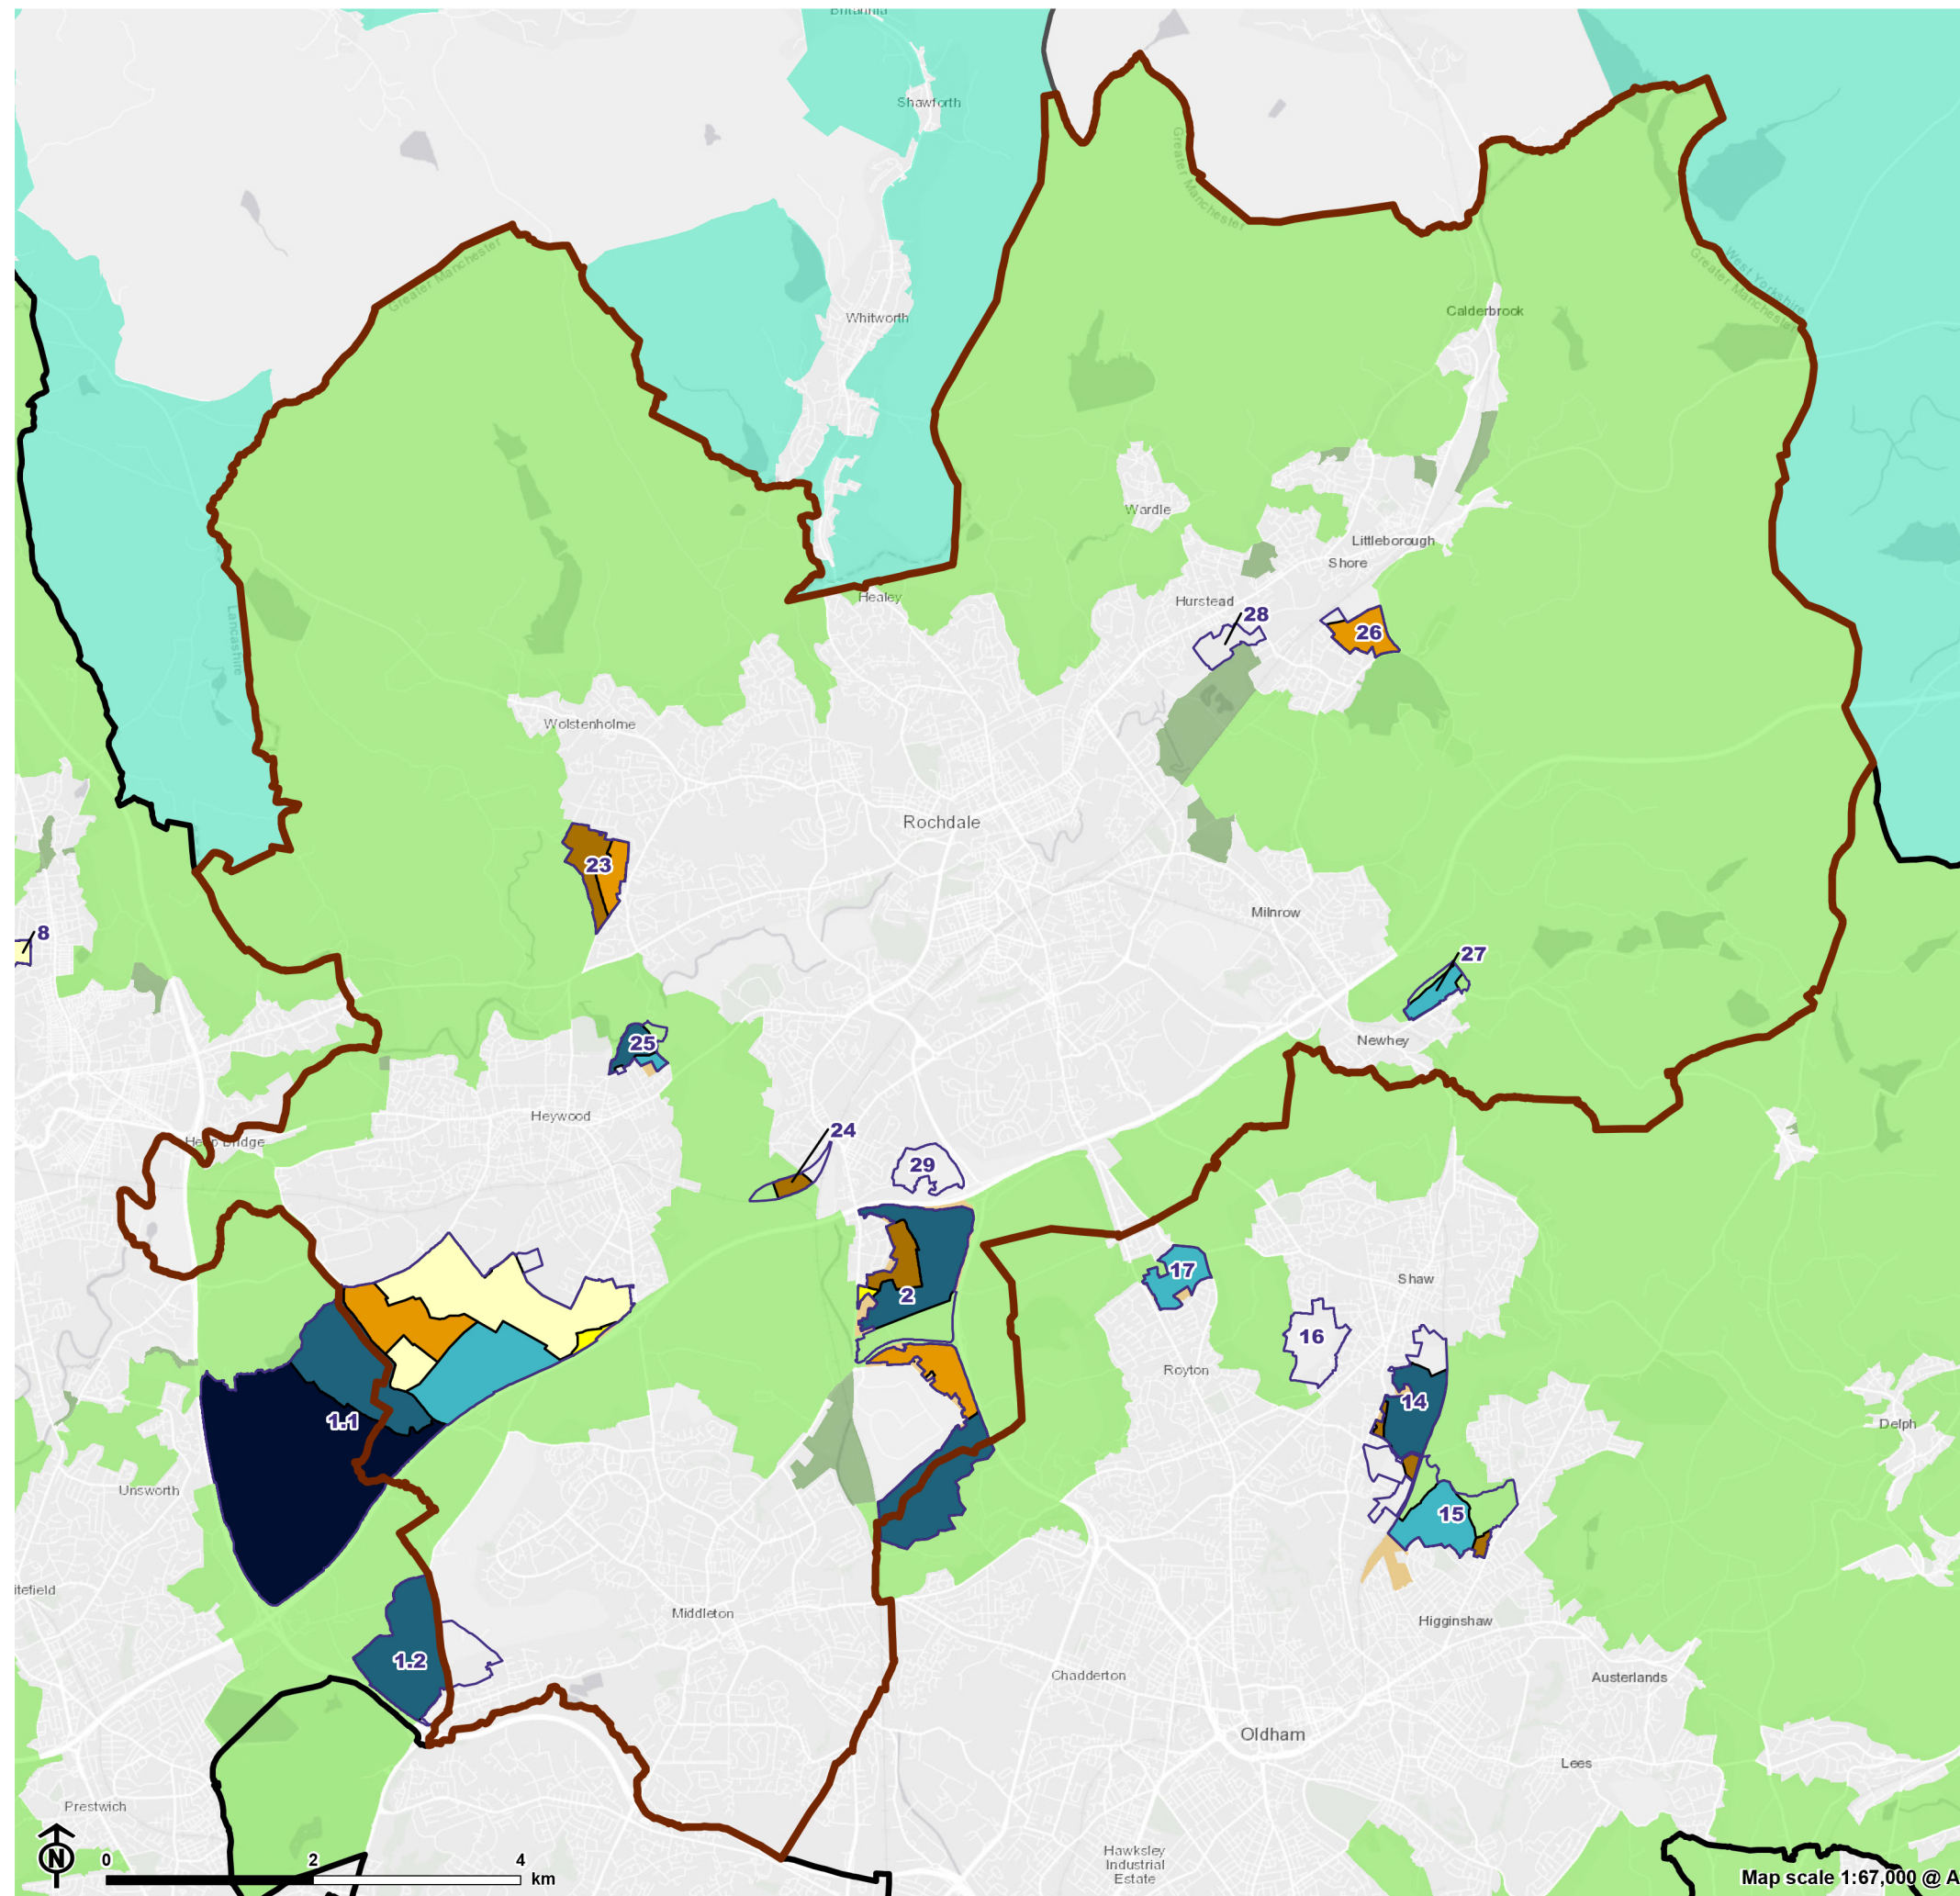 Britannia
Shawforth
Greater Manchester
Greater Manchester
West Yorkshire
Greater Manchester
Whitworth
Calderbrook
Wardle
Littleborough
Shore
Healey
Hurstead
28
26
Lancashire
Wolstenholme
Rochdale
23
Milnrow
8
27
25
Newhey
Heywood
24
Heap Bridge
29
17
Shaw
2
16
Royton
14
1.1
Delph
Unsworth
15
itefield
Middleton
Higginshaw
1.2
Chadderton
Austerlands
Oldham
Lees
Prestwich
Hawksley
Industrial
Estate
N
0 2 4
km
Map scale 1:67,000 @ A